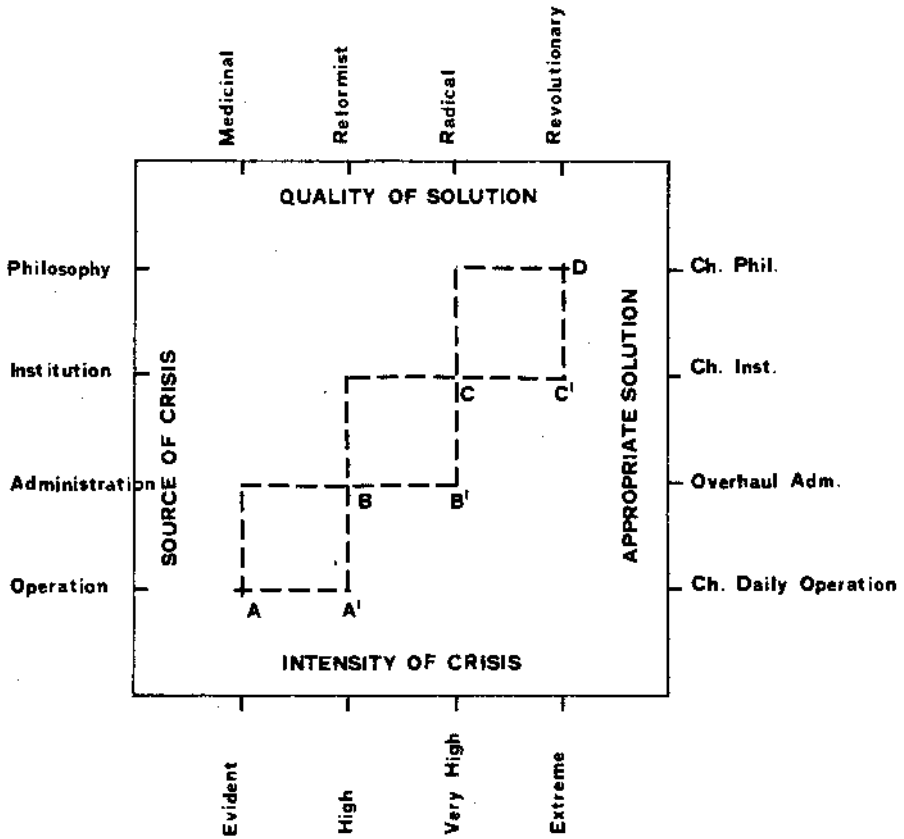 Medicinal
Reformist
Radical
Revolutionary
QUALITY OF SOLUTION
Philosophy
D
Ch. Phil.
Institution
C
C'
Ch. Inst.
SOURCE OF CRISIS
APPROPRIATE SOLUTION
Administration
B
B'
Overhaul Adm.
Operation
A
A'
Ch. Daily Operation
INTENSITY OF CRISIS
Evident
High
Very High
Extreme